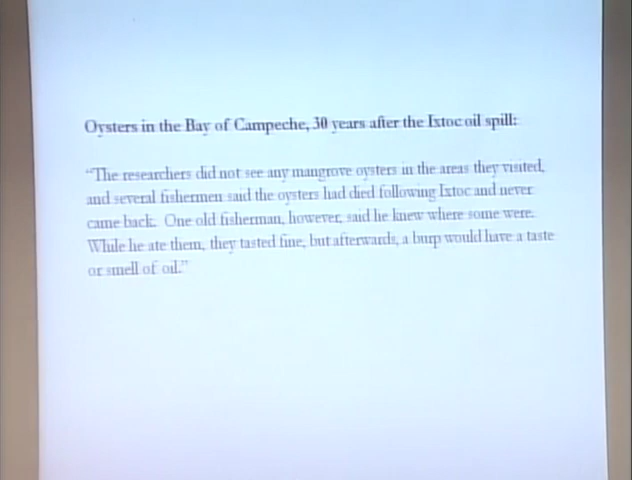 Oysters in the Bay of Campeche, 30 years after the Ixtoc oil spill:
“The researchers did not see any mangrove oysters in the areas they visited,
and several fishermen said the oysters had died following Ixtoc and never
came back. One old fisherman, however, said he knew where some were.
While he ate them, they tasted fine, but afterwards, a burp would have a taste
or smell of oil.”